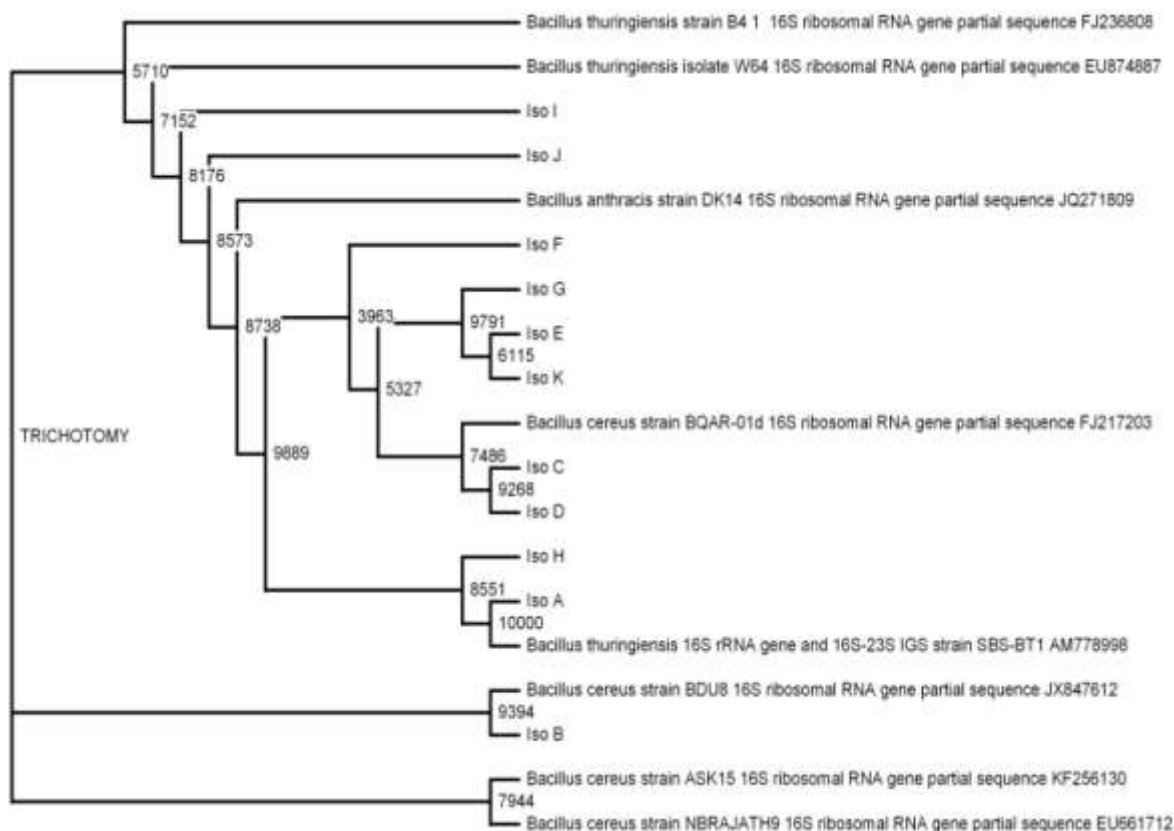 Bacillus thuringiensis strain B4 1 16S ribosomal RNA gene partial sequence FJ236808
5710
Bacillus thuringiensis isolate W64 16S ribosomal RNA gene partial sequence EU874887
Iso I
7152
Iso J
8176
Bacillus anthracis strain DK14 16S ribosomal RNA gene partial sequence JQ271809
8573
Iso F
Iso G
3963
9791
8738
Iso E
6115
Iso K
5327
Bacillus cereus strain BQAR-01d 16S ribosomal RNA gene partial sequence FJ217203
TRICHOTOMY
9889
7486
Iso C
9268
Iso D
Iso H
8551
Iso A
10000
Bacillus thuringiensis 16S rRNA gene and 16S-23S IGS strain SBS-BT1 AM778998
Bacillus cereus strain BDU8 16S ribosomal RNA gene partial sequence JX847612
9394
Iso B
Bacillus cereus strain ASK15 16S ribosomal RNA gene partial sequence KF256130
7944
Bacillus cereus strain NBRAJATH9 16S ribosomal RNA gene partial sequence EU661712